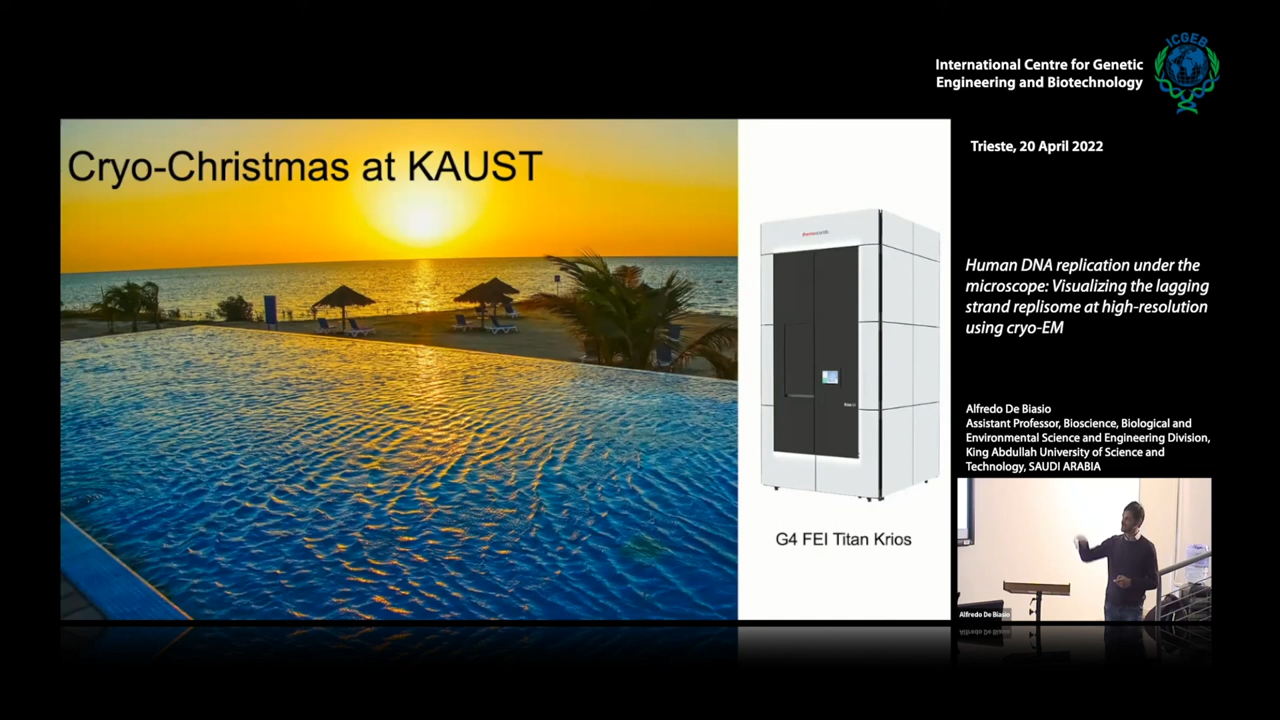 ICGEB
International Centre for Genetic
Engineering and Biotechnology
Trieste, 20 April 2022
Cryo-Christmas at KAUST
thermoscientific
Human DNA replication under the
microscope: Visualizing the lagging
strand replisome at high-resolution
using cryo-EM
G4 FEI Titan Krios
Alfredo De Biasio
Assistant Professor, Bioscience, Biological and
Environmental Science and Engineering Division,
King Abdullah University of Science and
Technology, SAUDI ARABIA
Alfredo De Biasio